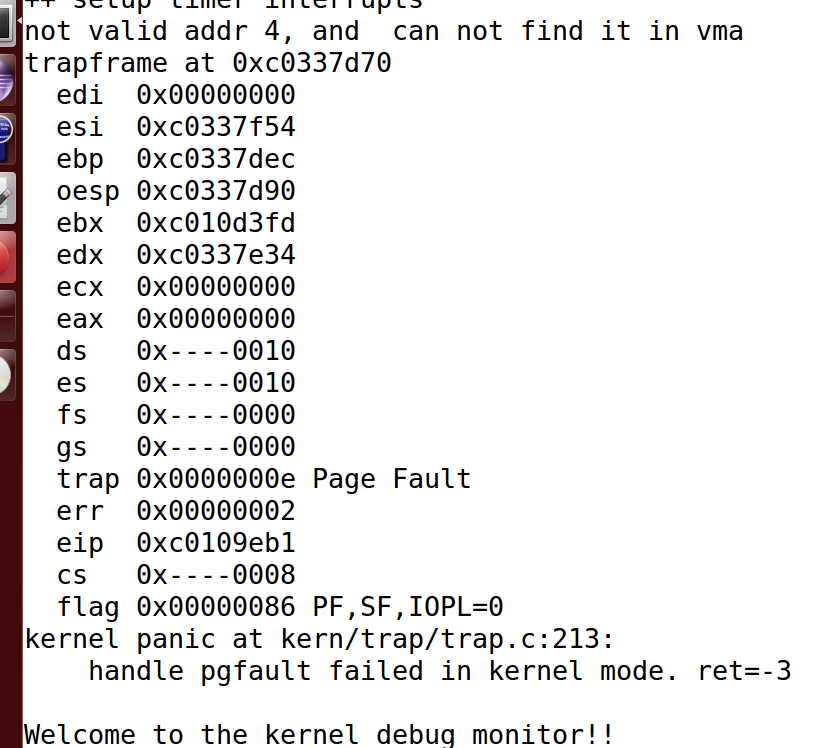 ++ setup timer interrupts
not valid addr 4, and  can not find it in vma
trapframe at 0xc0337d70
  edi  0x00000000
  esi  0xc0337f54
  ebp  0xc0337dec
  oesp 0xc0337d90
  ebx  0xc010d3fd
  edx  0xc0337e34
  ecx  0x00000000
  eax  0x00000000
  ds   0x----0010
  es   0x----0010
  fs   0x----0000
  gs   0x----0000
  trap 0x0000000e Page Fault
  err  0x00000002
  eip  0xc0109eb1
  cs   0x----0008
  flag 0x00000086 PF,SF,IOPL=0
kernel panic at kern/trap/trap.c:213:
    handle pgfault failed in kernel mode. ret=-3
Welcome to the kernel debug monitor!!